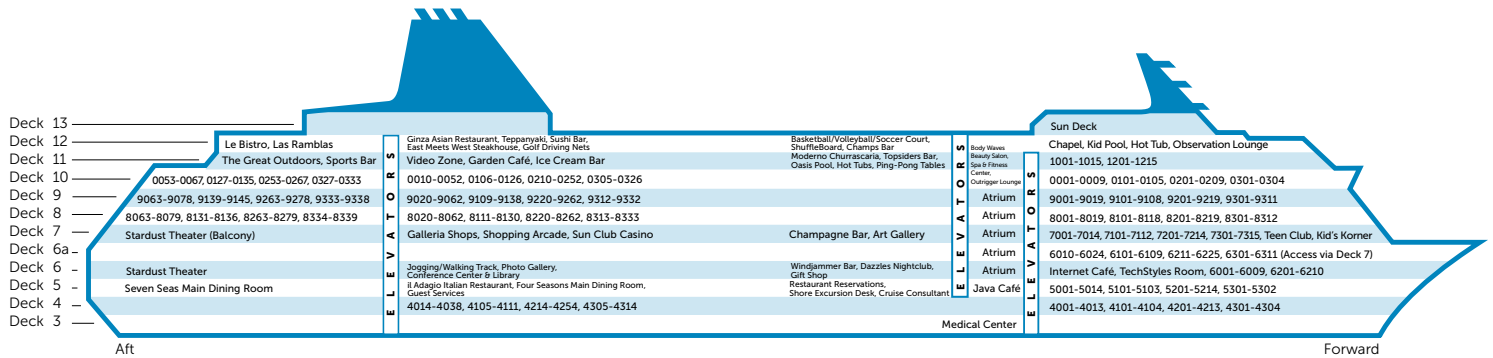 Deck 13
Sun Deck
Deck 12
Le Bistro, Las Ramblas
Ginza Asian Restaurant, Teppanyaki, Sushi Bar,
East Meets West Steakhouse, Golf Driving Nets
Basketball/Volleyball/Soccer Court,
ShuffleBoard, Champs Bar
Chapel, Kid Pool, Hot Tub, Observation Lounge
Deck 11
The Great Outdoors, Sports Bar
Video Zone, Garden Café, Ice Cream Bar
Moderno Churrascaria, Topsiders Bar,
Oasis Pool, Hot Tubs, Ping-Pong Tables
Body Waves
Beauty Salon,
Spa & Fitness
Center,
Outrigger Lounge
1001-1015, 1201-1215
Deck 10
0053-0067, 0127-0135, 0253-0267, 0327-0333
0010-0052, 0106-0126, 0210-0252, 0305-0326
0001-0009, 0101-0105, 0201-0209, 0301-0304
Deck 9
9063-9078, 9139-9145, 9263-9278, 9333-9338
9020-9062, 9109-9138, 9220-9262, 9312-9332
Atrium
9001-9019, 9101-9108, 9201-9219, 9301-9311
Deck 8
8063-8079, 8131-8136, 8263-8279, 8334-8339
8020-8062, 8111-8130, 8220-8262, 8313-8333
Atrium
8001-8019, 8101-8118, 8201-8219, 8301-8312
Deck 7
Stardust Theater (Balcony)
Galleria Shops, Shopping Arcade, Sun Club Casino
Champagne Bar, Art Gallery
Atrium
7001-7014, 7101-7112, 7201-7214, 7301-7315, Teen Club, Kid's Korner
Deck 6a
Atrium
6010-6024, 6101-6109, 6211-6225, 6301-6311 (Access via Deck 7)
Deck 6
Stardust Theater
Jogging/Walking Track, Photo Gallery,
Conference Center & Library
Windjammer Bar, Dazzles Nightclub,
Gift Shop
Atrium
Internet Café, TechStyles Room, 6001-6009, 6201-6210
Deck 5
Seven Seas Main Dining Room
il Adagio Italian Restaurant, Four Seasons Main Dining Room,
Guest Services
Restaurant Reservations,
Shore Excursion Desk, Cruise Consultant
Java Café
5001-5014, 5101-5103, 5201-5214, 5301-5302
Deck 4
4014-4038, 4105-4111, 4214-4254, 4305-4314
4001-4013, 4101-4104, 4201-4213, 4301-4304
Deck 3
Medical Center
ELEVATORS
ELEVATORS
ELEVATORS
Aft
Forward